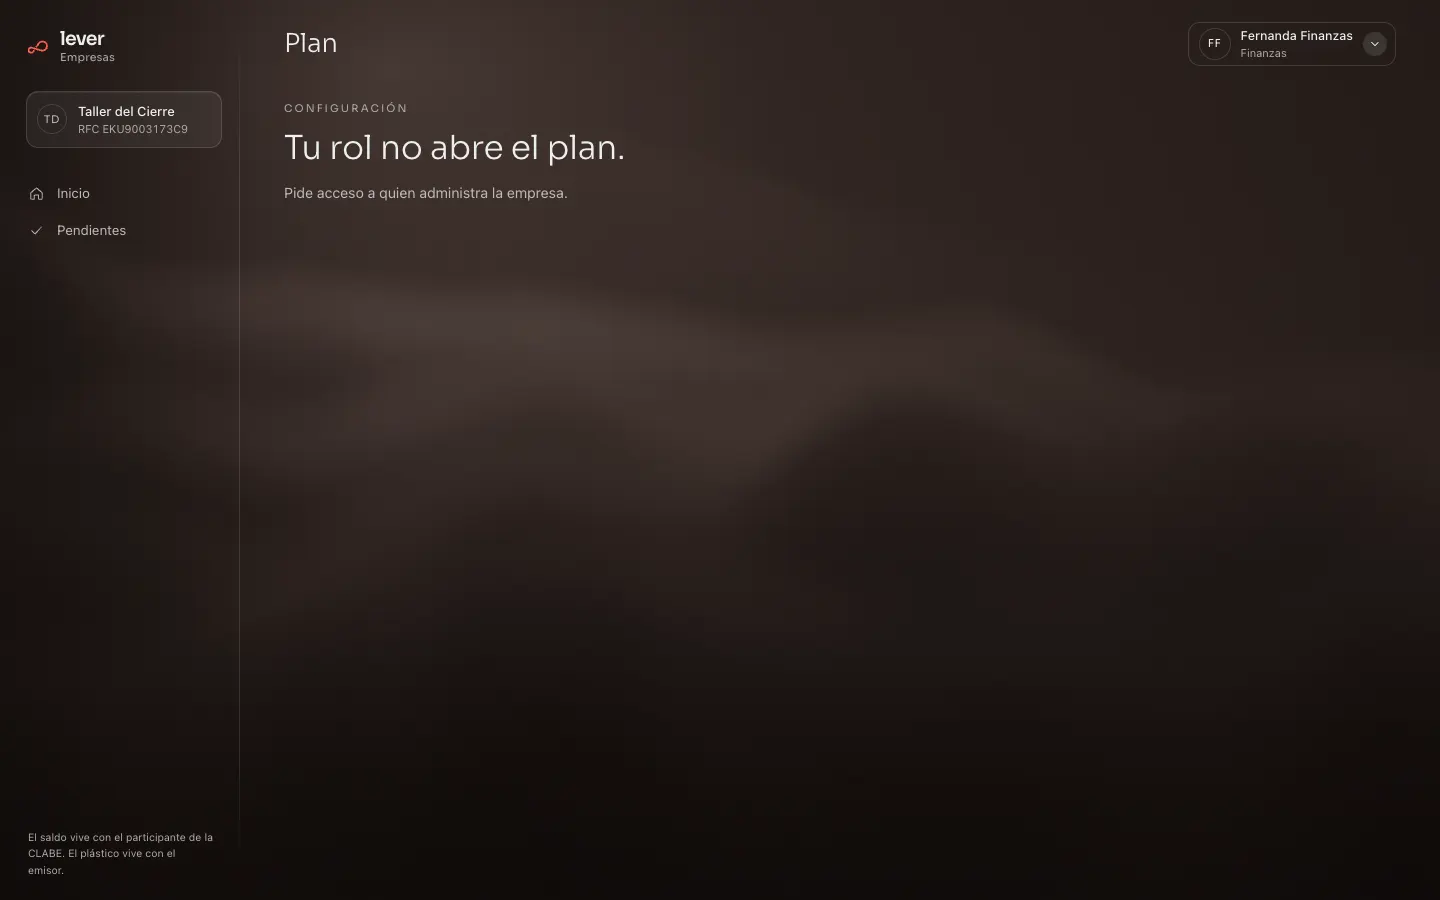 lever
Empresas
TD
Taller del Cierre
RFC EKU9003173C9
Inicio
Pendientes
El saldo vive con el participante de la
CLABE. El plástico vive con el
emisor.
Plan
FF
Fernanda Finanzas
Finanzas
CONFIGURACIÓN
Tu rol no abre el plan.
Pide acceso a quien administra la empresa.